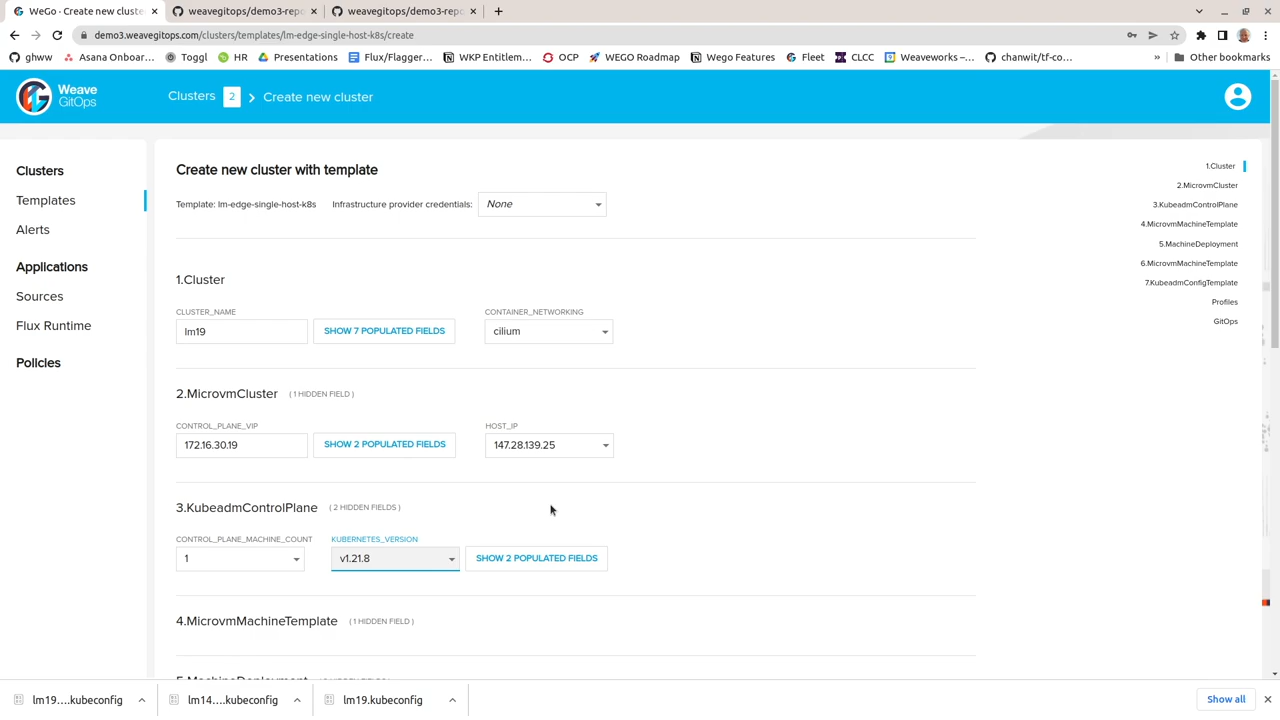 WeGo · Create new cluster
weavegitops/demo3-repo
weavegitops/demo3-repo
demo3.weavegitops.com/clusters/templates/lm-edge-single-host-k8s/create
ghww
Asana Onboar…
Toggl
HR
Presentations
Flux/Flagger…
WKP Entitlem…
OCP
WEGO Roadmap
Wego Features
Fleet
CLCC
Weaveworks –…
chanwit/tf-co…
»
Other bookmarks
Weave
GitOps
Clusters 2 > Create new cluster
Clusters
Templates
Alerts
Applications
Sources
Flux Runtime
Policies
Create new cluster with template
Template: lm-edge-single-host-k8s Infrastructure provider credentials: None
1.Cluster
CLUSTER_NAME CONTAINER_NETWORKING
lm19 SHOW 7 POPULATED FIELDS cilium
2.MicrovmCluster ( 1 HIDDEN FIELD )
CONTROL_PLANE_VIP HOST_IP
172.16.30.19 SHOW 2 POPULATED FIELDS 147.28.139.25
3.KubeadmControlPlane ( 2 HIDDEN FIELDS )
CONTROL_PLANE_MACHINE_COUNT KUBERNETES_VERSION
1 v1.21.8 SHOW 2 POPULATED FIELDS
4.MicrovmMachineTemplate ( 1 HIDDEN FIELD )
5.MachineDeployment
1.Cluster
2.MicrovmCluster
3.KubeadmControlPlane
4.MicrovmMachineTemplate
5.MachineDeployment
6.MicrovmMachineTemplate
7.KubeadmConfigTemplate
Profiles
GitOps
lm19….kubeconfig
lm14….kubeconfig
lm19.kubeconfig
Show all